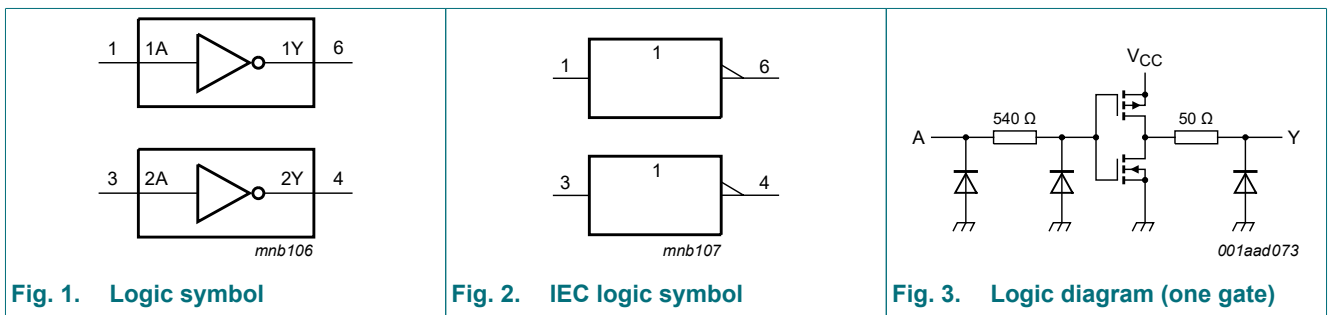 1 1A 1Y 6
3 2A 2Y 4
mnb106
Fig. 1. Logic symbol
1
1 6
1
3 4
mnb107
Fig. 2. IEC logic symbol
VCC
540 Ω 50 Ω
A Y
001aad073
Fig. 3. Logic diagram (one gate)